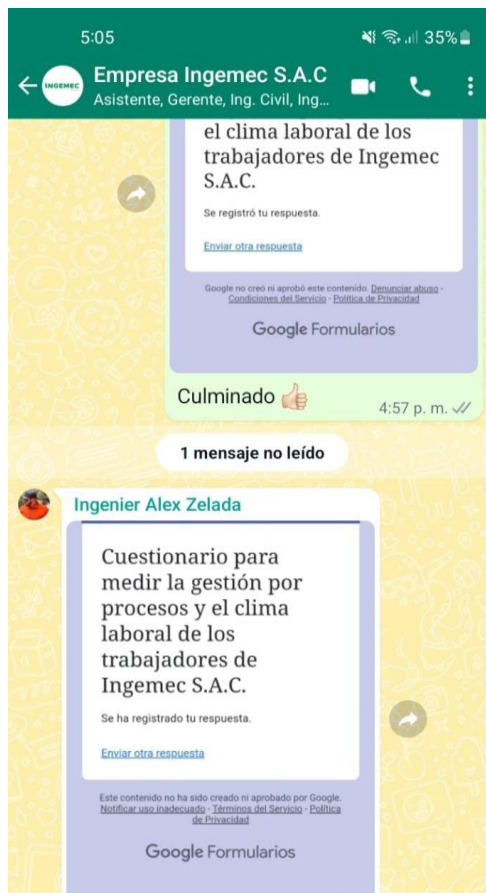 5:05
35%
INGEMEC
Empresa Ingemec S.A.C
Asistente, Gerente, Ing. Civil, Ing...
el clima laboral de los
trabajadores de Ingemec
S.A.C.
Se registró tu respuesta.
Enviar otra respuesta
Google no creó ni aprobó este contenido. Denunciar abuso -
Condiciones del Servicio - Política de Privacidad
Google Formularios
Culminado 👍🏻
4:57 p. m.
1 mensaje no leído
Ingenier Alex Zelada
Cuestionario para
medir la gestión por
procesos y el clima
laboral de los
trabajadores de
Ingemec S.A.C.
Se ha registrado tu respuesta.
Enviar otra respuesta
Este contenido no ha sido creado ni aprobado por Google.
Notificar uso inadecuado - Términos del Servicio - Política
de Privacidad
Google Formularios